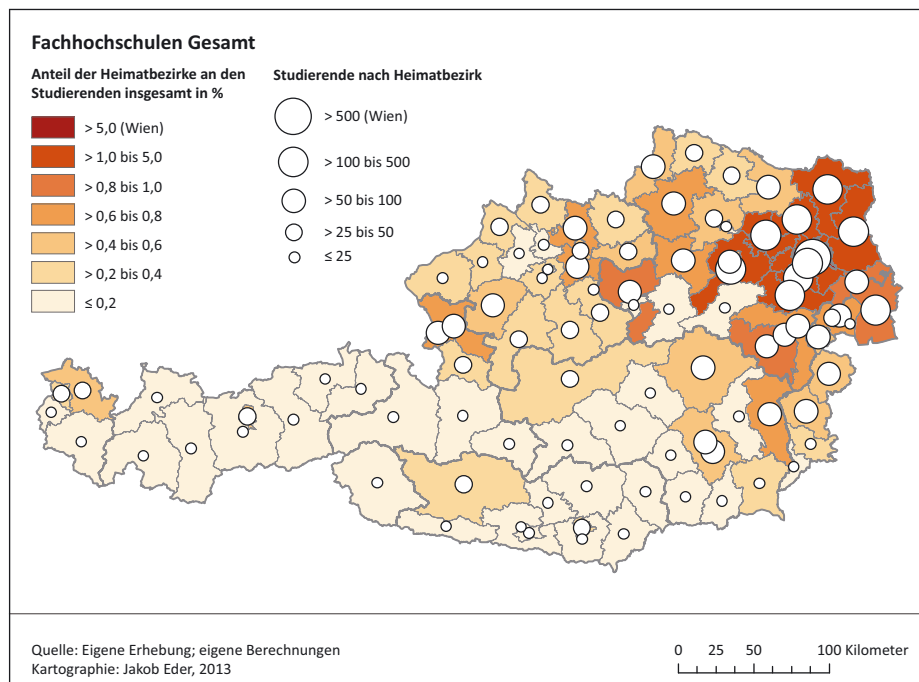 Fachhochschulen Gesamt
Anteil der Heimatbezirke an den
Studierenden insgesamt in %
> 5,0 (Wien)
> 1,0 bis 5,0
> 0,8 bis 1,0
> 0,6 bis 0,8
> 0,4 bis 0,6
> 0,2 bis 0,4
≤ 0,2
Studierende nach Heimatbezirk
> 500 (Wien)
> 100 bis 500
> 50 bis 100
> 25 bis 50
≤ 25
Quelle: Eigene Erhebung; eigene Berechnungen
Kartographie: Jakob Eder, 2013
0 25 50 100 Kilometer